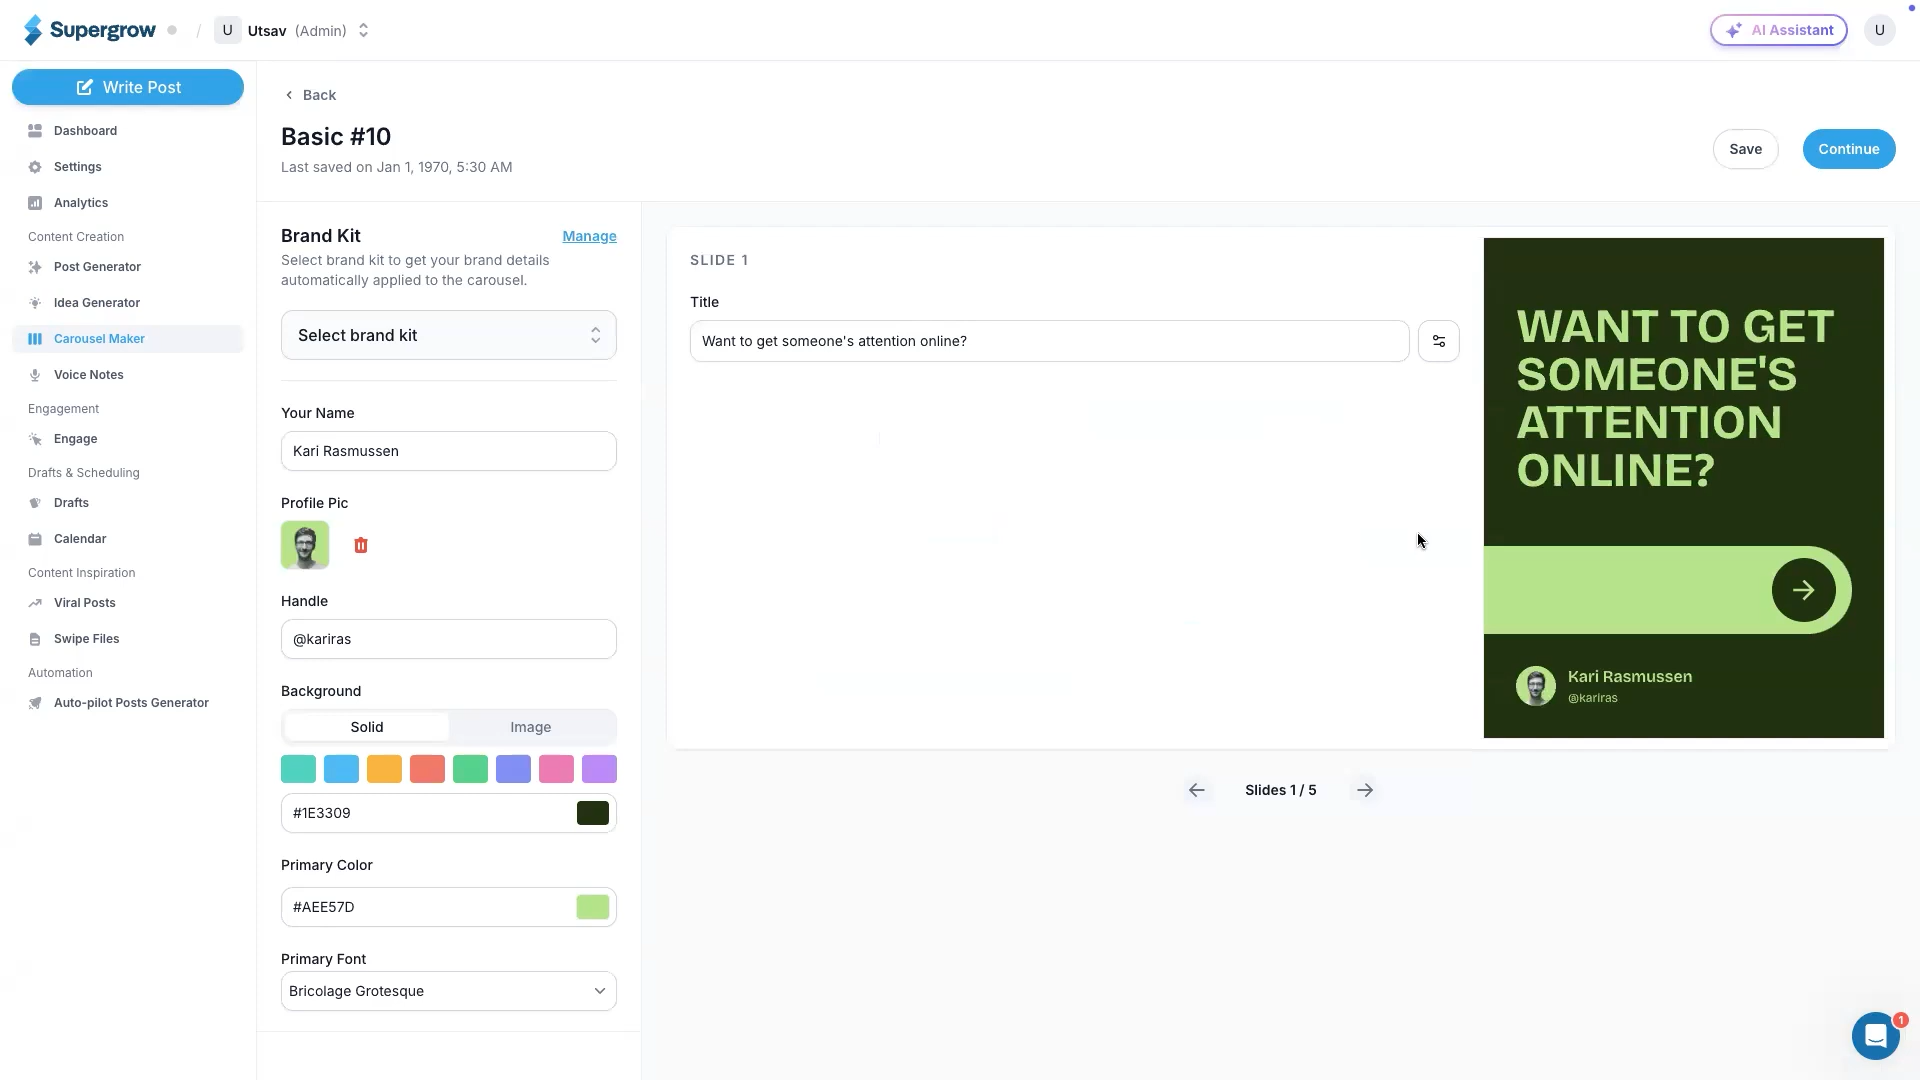 Supergrow
/
U
Utsav (Admin)
AI Assistant
U
Write Post
Dashboard
Settings
Analytics
Content Creation
Post Generator
Idea Generator
Carousel Maker
Voice Notes
Engagement
Engage
Drafts & Scheduling
Drafts
Calendar
Content Inspiration
Viral Posts
Swipe Files
Automation
Auto-pilot Posts Generator
Back
Basic #10
Last saved on Jan 1, 1970, 5:30 AM
Save
Continue
Brand Kit
Manage
Select brand kit to get your brand details
automatically applied to the carousel.
Select brand kit
Your Name
Kari Rasmussen
Profile Pic
Handle
@kariras
Background
Solid
Image
#1E3309
Primary Color
#AEE57D
Primary Font
Bricolage Grotesque
SLIDE 1
Title
Want to get someone's attention online?
WANT TO GET
SOMEONE'S
ATTENTION
ONLINE?
Kari Rasmussen
@kariras
Slides 1 / 5
1